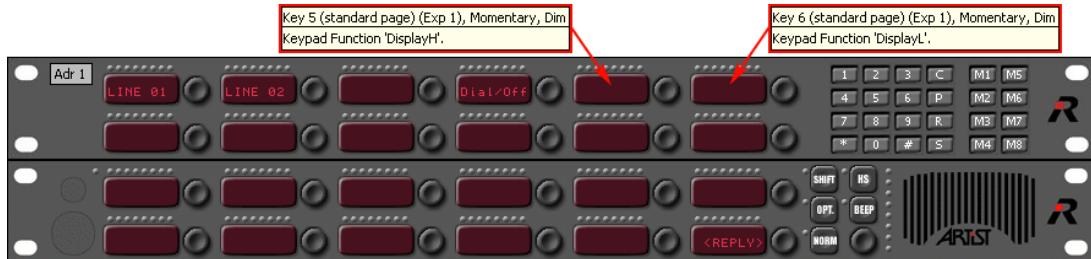 Key 5 (standard page) (Exp 1), Momentary, Dim
Keypad Function 'DisplayH'.
Key 6 (standard page) (Exp 1), Momentary, Dim
Keypad Function 'DisplayL'.
Adr 1
LINE 01
LINE 02
Dial/Off
1 2 3 C M1 M5
4 5 6 P M2 M6
7 8 9 R M3 M7
* 0 # S M4 M8
R
SHIFT HS
OPT. BEEP
<REPLY>
NORM
ARTIST
R